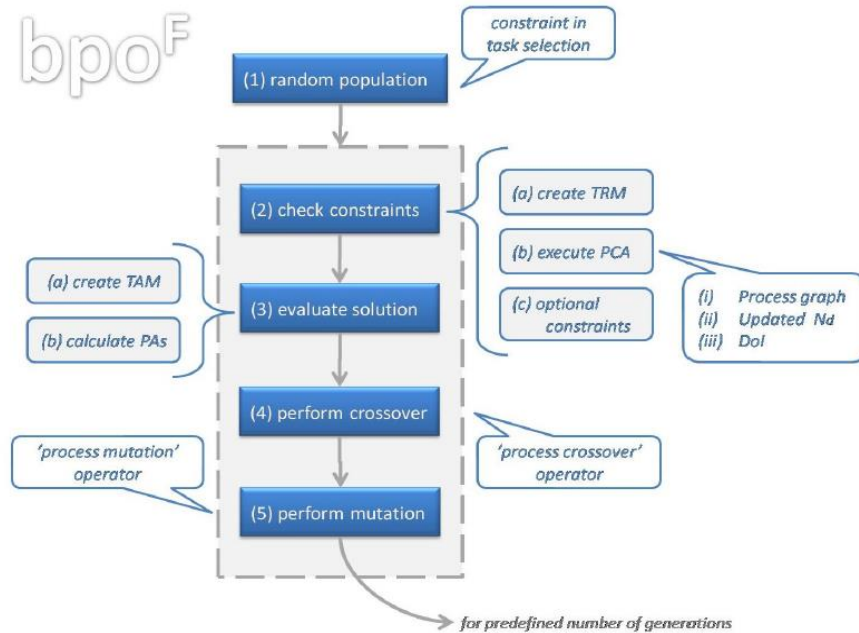 bpoF
constraint in
task selection
(1) random population
(2) check constraints
(a) create TRM
(b) execute PCA
(c) optional
constraints
(i) Process graph
(ii) Updated Nd
(iii) DoI
(a) create TAM
(b) calculate PAs
(3) evaluate solution
(4) perform crossover
'process crossover'
operator
'process mutation'
operator
(5) perform mutation
for predefined number of generations